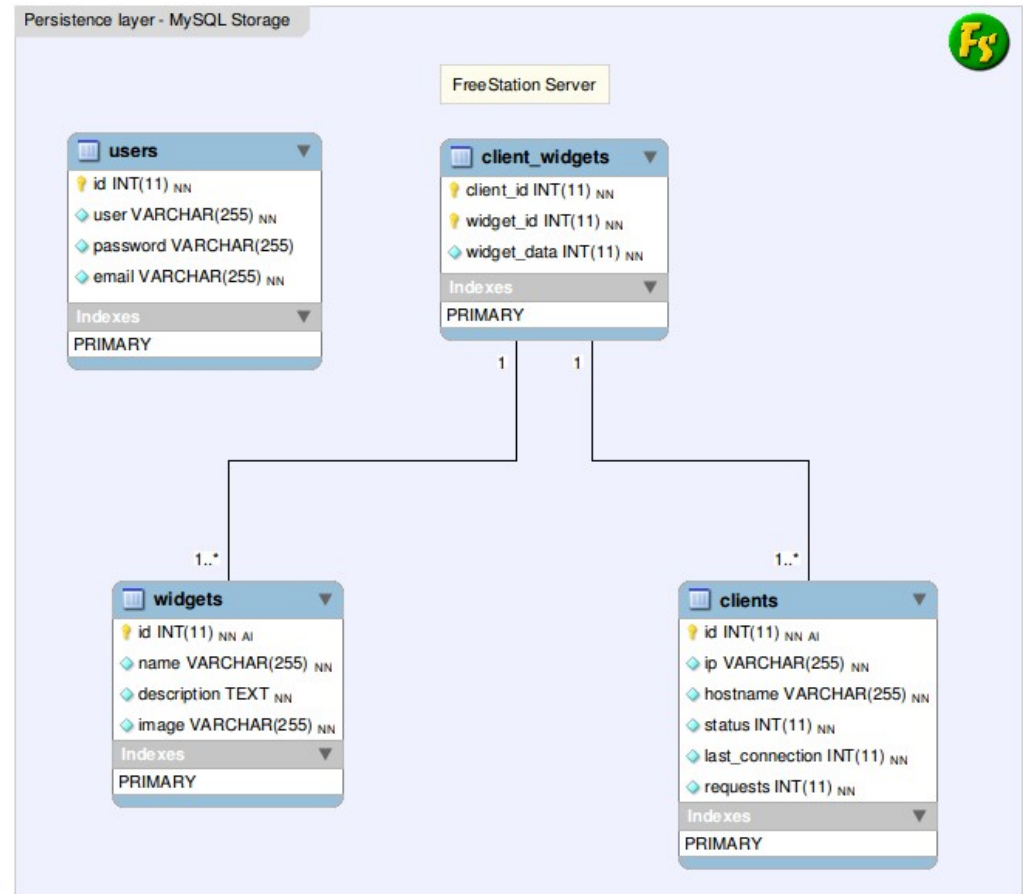 Persistence layer - MySQL Storage
Fs
FreeStation Server
users
id INT(11) NN
user VARCHAR(255) NN
password VARCHAR(255)
email VARCHAR(255) NN
Indexes
PRIMARY
client_widgets
client_id INT(11) NN
widget_id INT(11) NN
widget_data INT(11) NN
Indexes
PRIMARY
1
1
1..*
1..*
widgets
id INT(11) NN AI
name VARCHAR(255) NN
description TEXT NN
image VARCHAR(255) NN
Indexes
PRIMARY
clients
id INT(11) NN AI
ip VARCHAR(255) NN
hostname VARCHAR(255) NN
status INT(11) NN
last_connection INT(11) NN
requests INT(11) NN
Indexes
PRIMARY